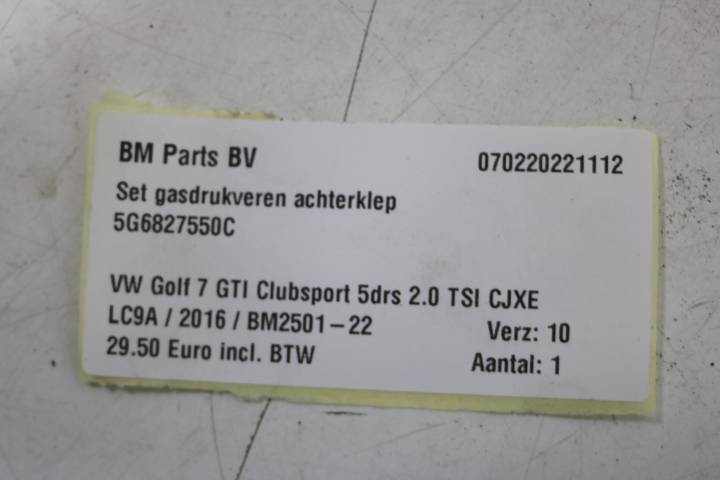 BM Parts BV 070220221112
Set gasdrukveren achterklep
5G6827550C
VW Golf 7 GTI Clubsport 5drs 2.0 TSI CJXE
LC9A / 2016 / BM2501-22 Verz: 10
29.50 Euro incl. BTW Aantal: 1